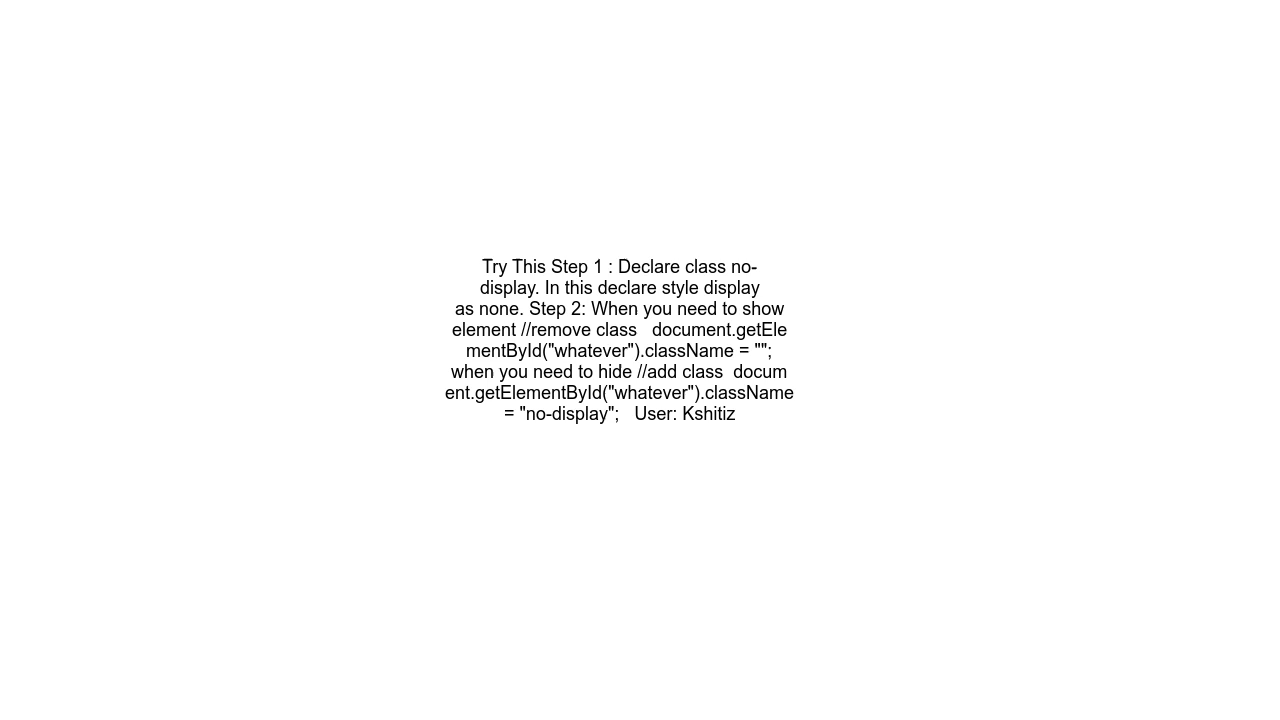 Try This Step 1 : Declare class no-
display. In this declare style display
as none. Step 2: When you need to show
element //remove class   document.getEle
mentById("whatever").className = "";
when you need to hide //add class  docum
ent.getElementById("whatever").className
= "no-display";   User: Kshitiz